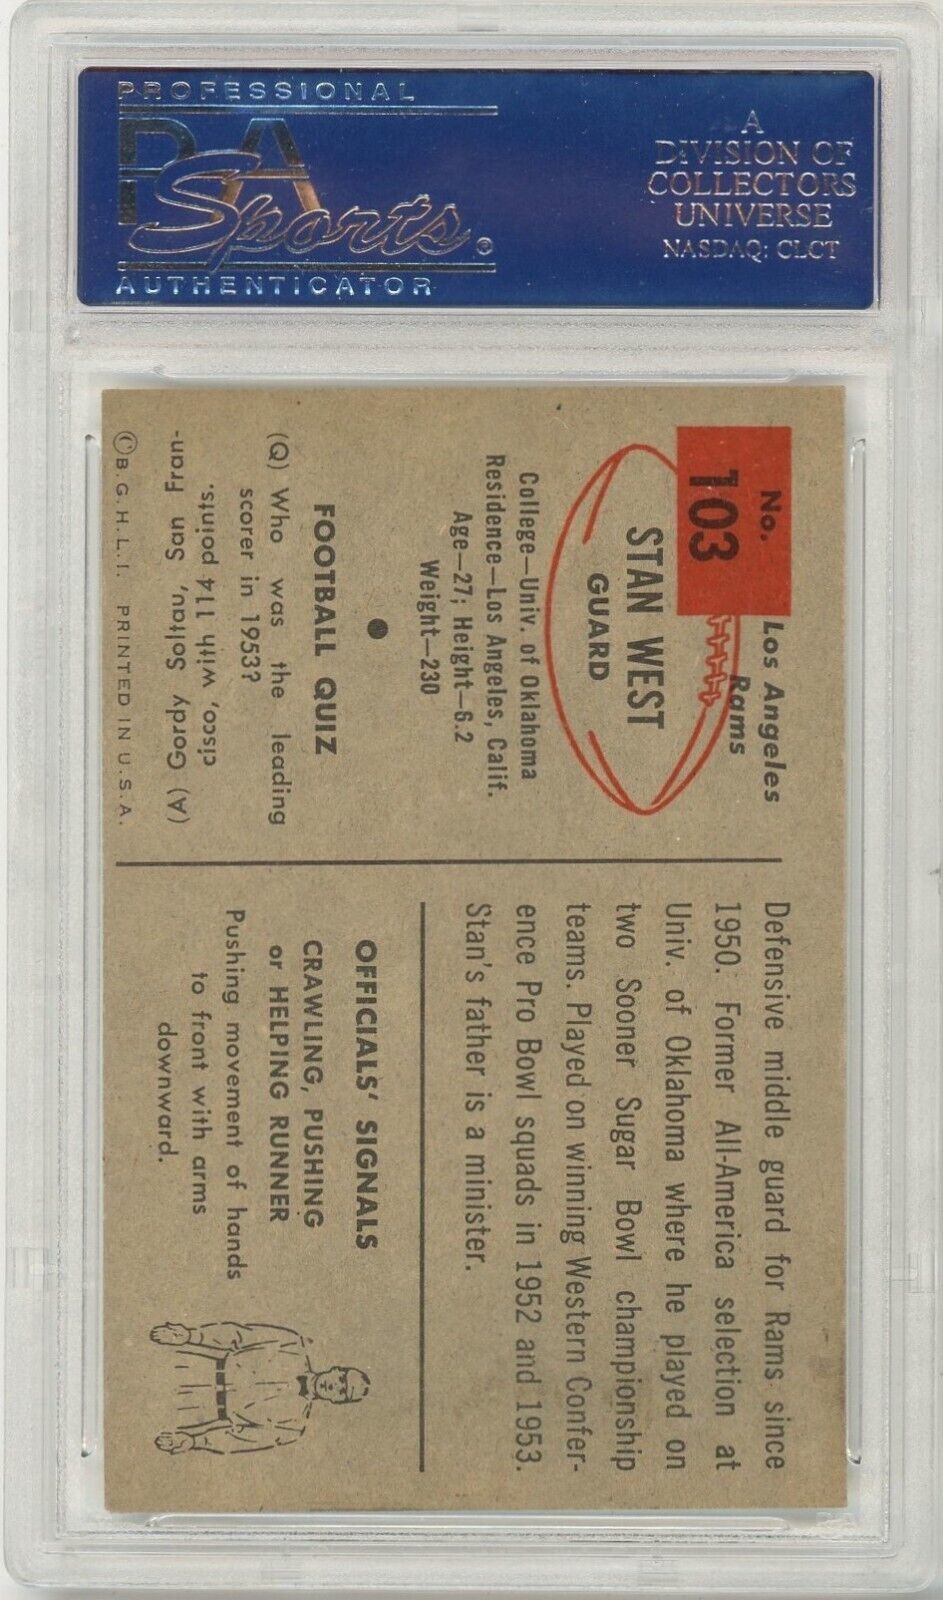 PROFESSIONAL
PSA
Sports®
AUTHENTICATOR
A
DIVISION OF
COLLECTORS
UNIVERSE
NASDAQ: CLCT
No.
103
Los Angeles
Rams
STAN WEST
GUARD
College—Univ. of Oklahoma
Residence—Los Angeles, Calif.
Age—27; Height—6.2
Weight—230
FOOTBALL QUIZ
(Q) Who was the leading
scorer in 1953?
(A) Gordy Soltau, San Fran-
cisco, with 114 points.
© B. G. H. L. I. PRINTED IN U. S. A.
Defensive middle guard for Rams since
1950. Former All-America selection at
Univ. of Oklahoma where he played on
two Sooner Sugar Bowl championship
teams. Played on winning Western Confer-
ence Pro Bowl squads in 1952 and 1953.
Stan's father is a minister.
OFFICIALS' SIGNALS
CRAWLING, PUSHING
or HELPING RUNNER
Pushing movement of hands
to front with arms
downward.